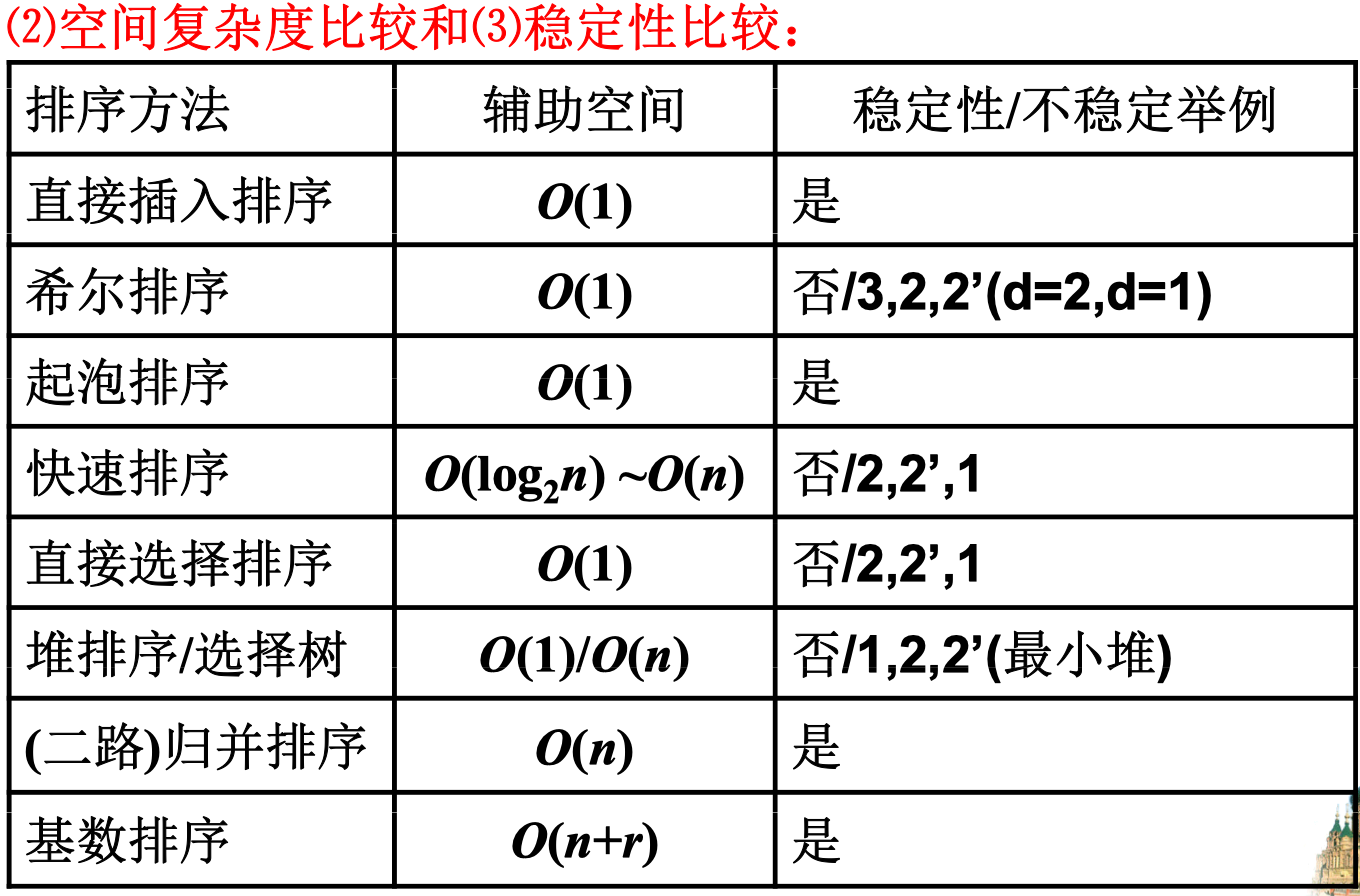 (2)空间复杂度比较和(3)稳定性比较：
排序方法 辅助空间 稳定性/不稳定举例
直接插入排序 O(1) 是
希尔排序 O(1) 否/3,2,2’(d=2,d=1)
起泡排序 O(1) 是
快速排序 O(log₂n) ~O(n) 否/2,2’,1
直接选择排序 O(1) 否/2,2’,1
堆排序/选择树 O(1)/O(n) 否/1,2,2’(最小堆)
(二路)归并排序 O(n) 是
基数排序 O(n+r) 是